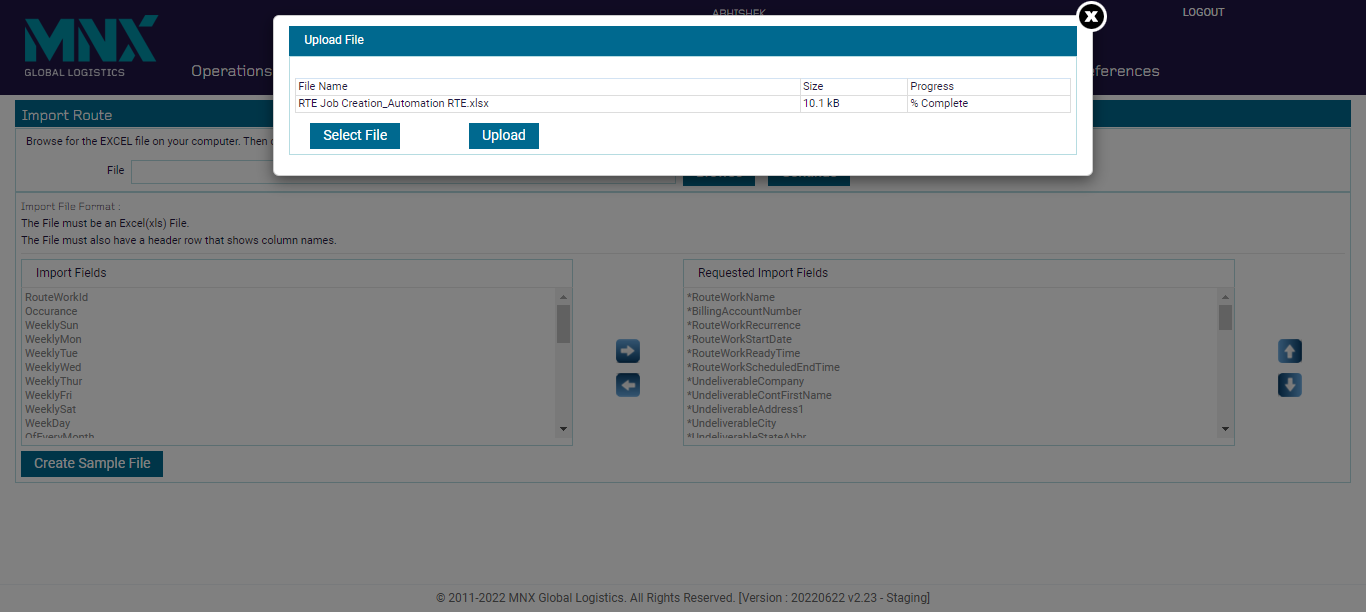 ABHISHEK
LOGOUT
MNX
GLOBAL LOGISTICS
Operations
Upload File
File Name Size Progress
RTE Job Creation_Automation RTE.xlsx 10.1 kB % Complete
Select File Upload
Import Route
Browse for the EXCEL file on your computer. Then
File
Import File Format :
The File must be an Excel(xls) File.
The File must also have a header row that shows column names.
Import Fields
RouteWorkId
Occurance
WeeklySun
WeeklyMon
WeeklyTue
WeeklyWed
WeeklyThur
WeeklyFri
WeeklySat
WeekDay
OfEveryMonth
Requested Import Fields
*RouteWorkName
*BillingAccountNumber
*RouteWorkRecurrence
*RouteWorkStartDate
*RouteWorkReadyTime
*RouteWorkScheduledEndTime
*UndeliverableCompany
*UndeliverableContFirstName
*UndeliverableAddress1
*UndeliverableCity
*UndeliverableStateAbbr
Create Sample File
© 2011-2022 MNX Global Logistics. All Rights Reserved. [Version : 20220622 v2.23 - Staging]